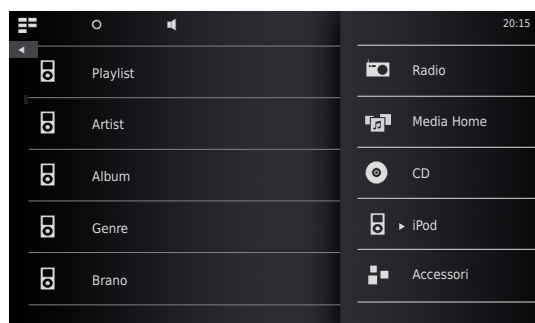 20:15
Playlist
Artist
Album
Genre
Brano
Radio
Media Home
CD
iPod
Accessori